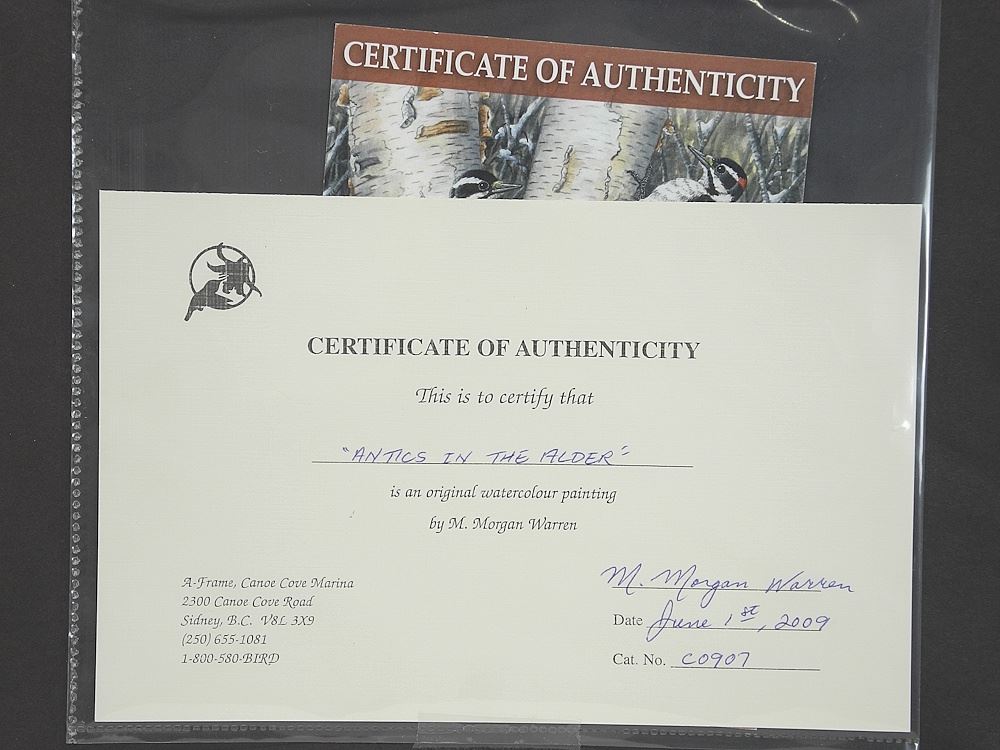 CERTIFICATE OF AUTHENTICITY
CERTIFICATE OF AUTHENTICITY
This is to certify that
"ANTICS IN THE ALDER"
is an original watercolour painting
by M. Morgan Warren
A-Frame, Canoe Cove Marina
2300 Canoe Cove Road
Sidney, B.C. V8L 3X9
(250) 655-1081
1-800-580-BIRD
M. Morgan Warren
Date June 1st, 2009
Cat. No. C0907